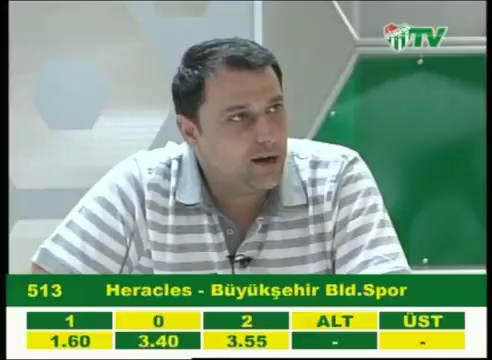 TV
513 Heracles - Büyükşehir Bld.Spor
1 0 2 ALT ÜST
1.60 3.40 3.55 - -